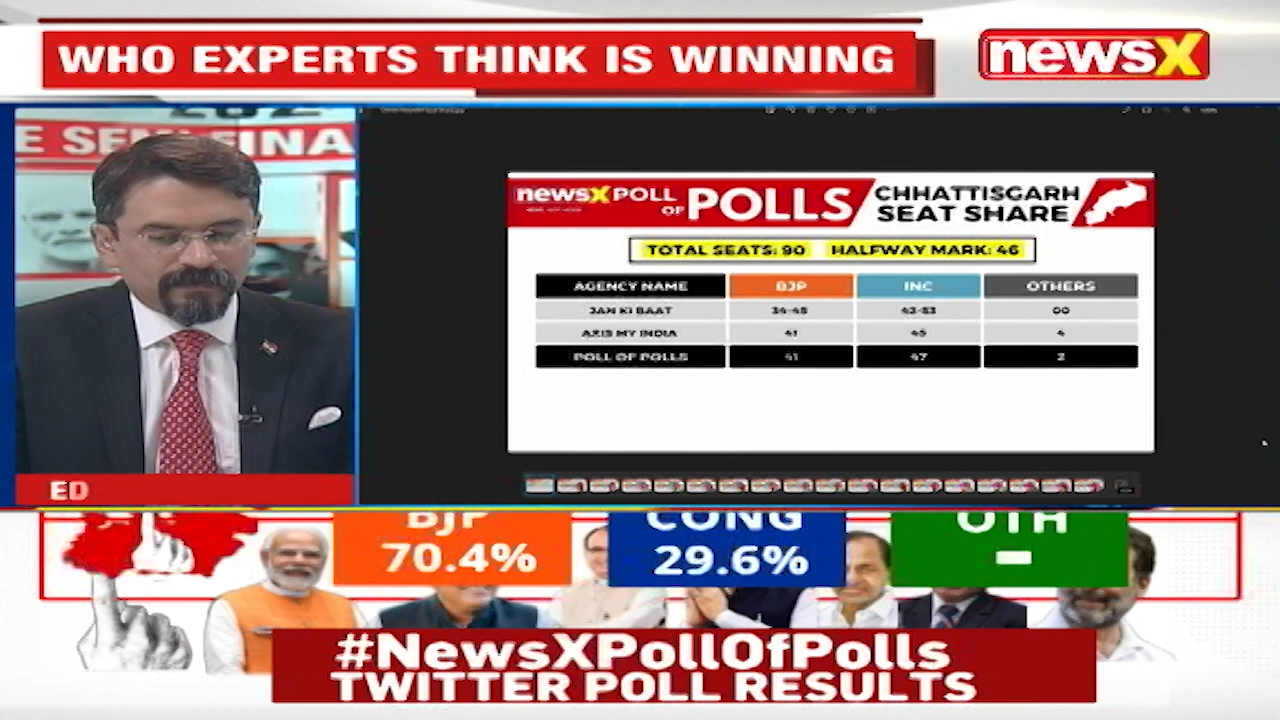 WHO EXPERTS THINK IS WINNING
newsX
E SEMI FINA
newsX POLL OF POLLS
CHHATTISGARH
SEAT SHARE
TOTAL SEATS: 90 HALFWAY MARK: 46
AGENCY NAME BJP INC OTHERS
JAN KI BAAT 34-45 42-53 00
AXIS MY INDIA 41 45 4
POLL OF POLLS 41 47 2
ED
BJP CONG OTH
70.4% 29.6% -
#NewsXPollOfPolls
TWITTER POLL RESULTS